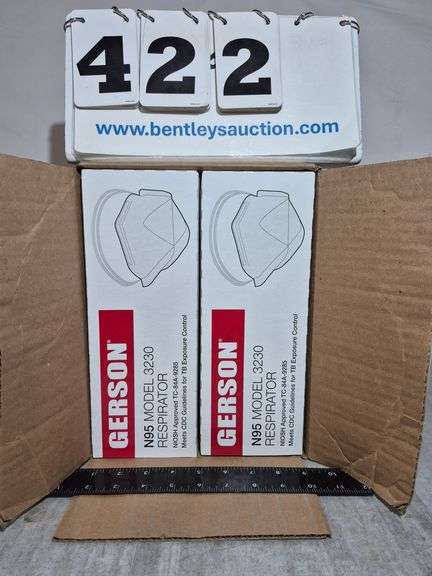 422
www.bentleysauction.com
GERSON®
N95 MODEL 3230
RESPIRATOR
NIOSH Approved TC-84A-9285
Meets CDC Guidelines for TB Exposure Control
GERSON®
N95 MODEL 3230
RESPIRATOR
NIOSH Approved TC-84A-9285
Meets CDC Guidelines for TB Exposure Control